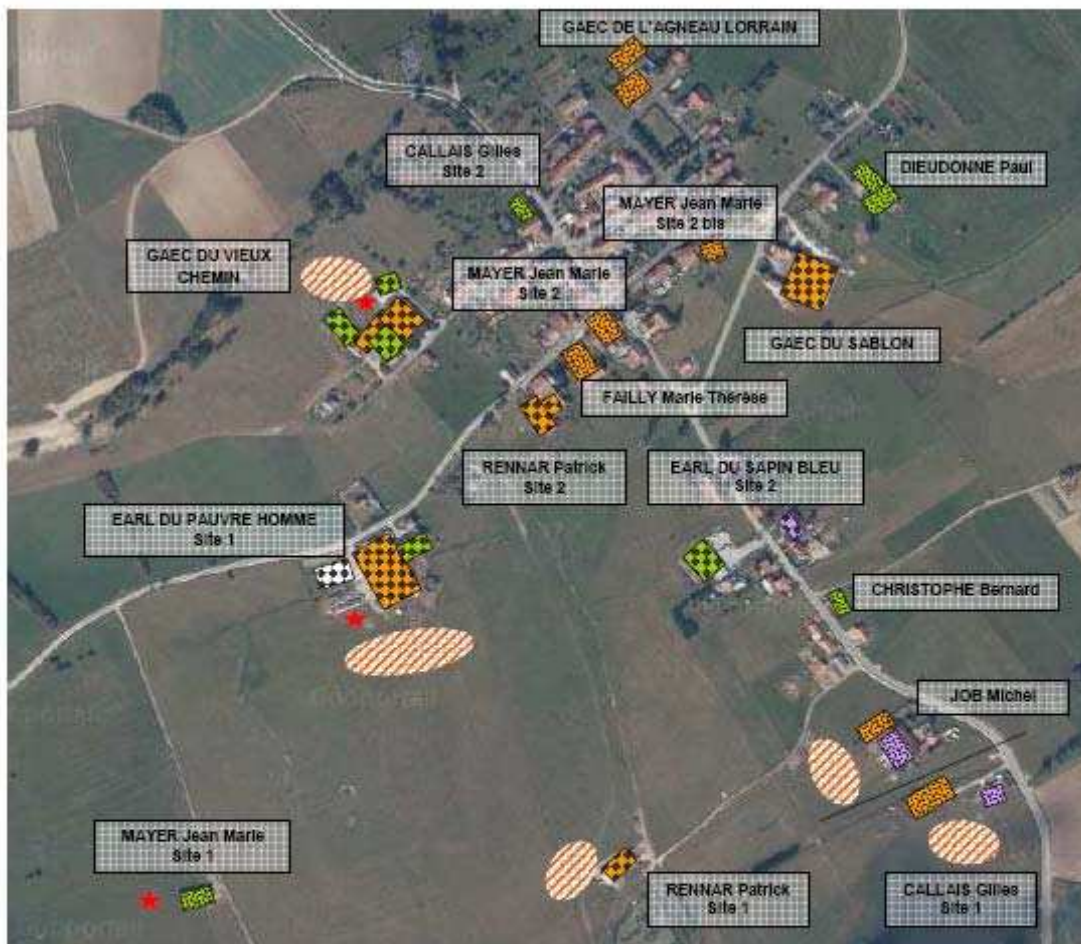 GAEC DE L'AGNEAU LORRAIN
CALLAIS Gilles
Site 2
DIEUDONNE Paul
MAYER Jean Marie
Site 2 bis
GAEC DU VIEUX
CHEMIN
MAYER Jean Marie
Site 2
GAEC DU SABLON
FAILLY Marie Thérèse
RENNAR Patrick
Site 2
EARL DU SAPIN BLEU
Site 2
EARL DU PAUVRE HOMME
Site 1
CHRISTOPHE Bernard
JOB Michel
MAYER Jean Marie
Site 1
RENNAR Patrick
Site 1
CALLAIS Gilles
Site 1